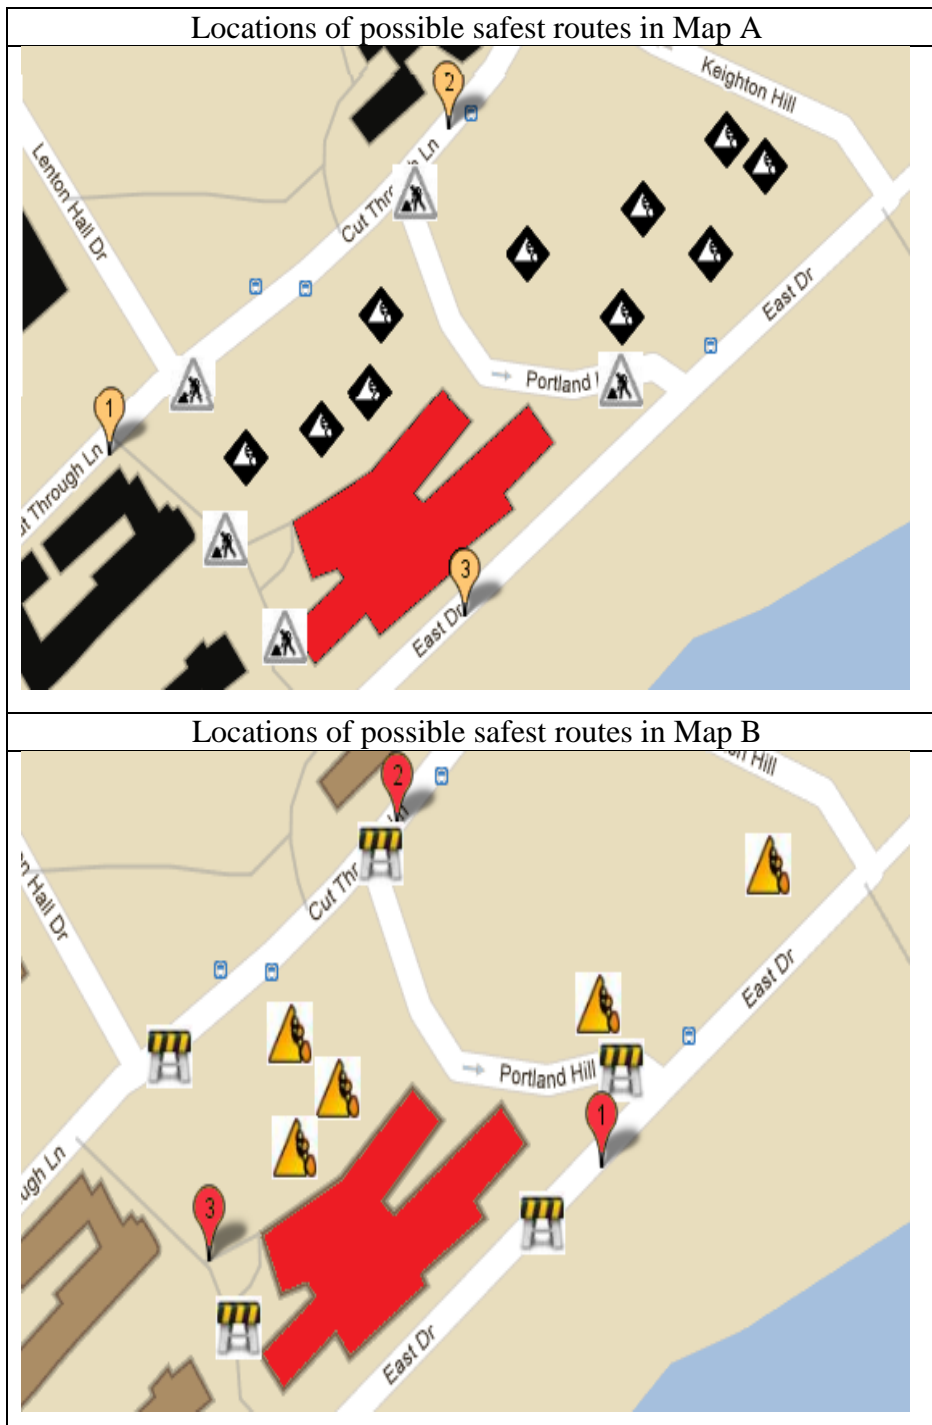 Locations of possible safest routes in Map A
Keighton Hill
2
Lenton Hall Dr
Cut Thr Ln
East Dr
Portland
1
ut Through Ln
3
East Dr
Locations of possible safest routes in Map B
on Hill
2
n Hall Dr
Cut Thr
East Dr
Portland Hill
1
ugh Ln
3
East Dr